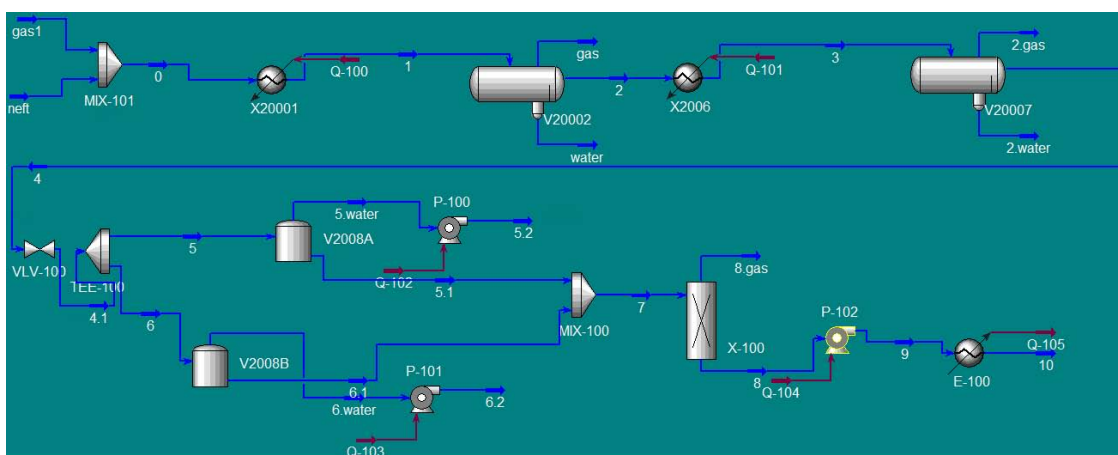 gas1
neft
MIX-101
0
X20001
Q-100
1
V20002
gas
water
2
X2006
Q-101
3
V20007
2.gas
2.water
4
VLV-100
4.1
TEE-100
5
6
V2008A
5.water
P-100
5.2
Q-102
5.1
V2008B
6.1
6.water
P-101
6.2
Q-103
MIX-100
7
8.gas
X-100
8
P-102
Q-104
9
E-100
Q-105
10